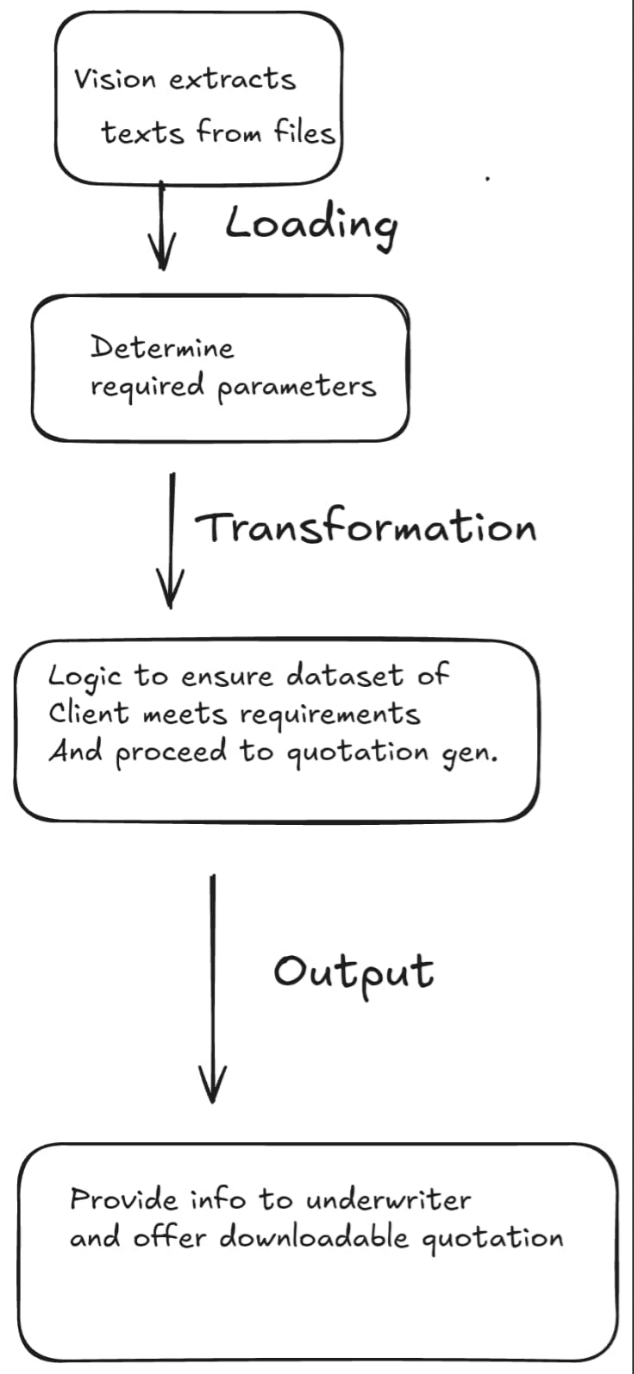 Vision extracts
texts from files
Loading
Determine
required parameters
Transformation
Logic to ensure dataset of
Client meets requirements
And proceed to quotation gen.
Output
Provide info to underwriter
and offer downloadable quotation